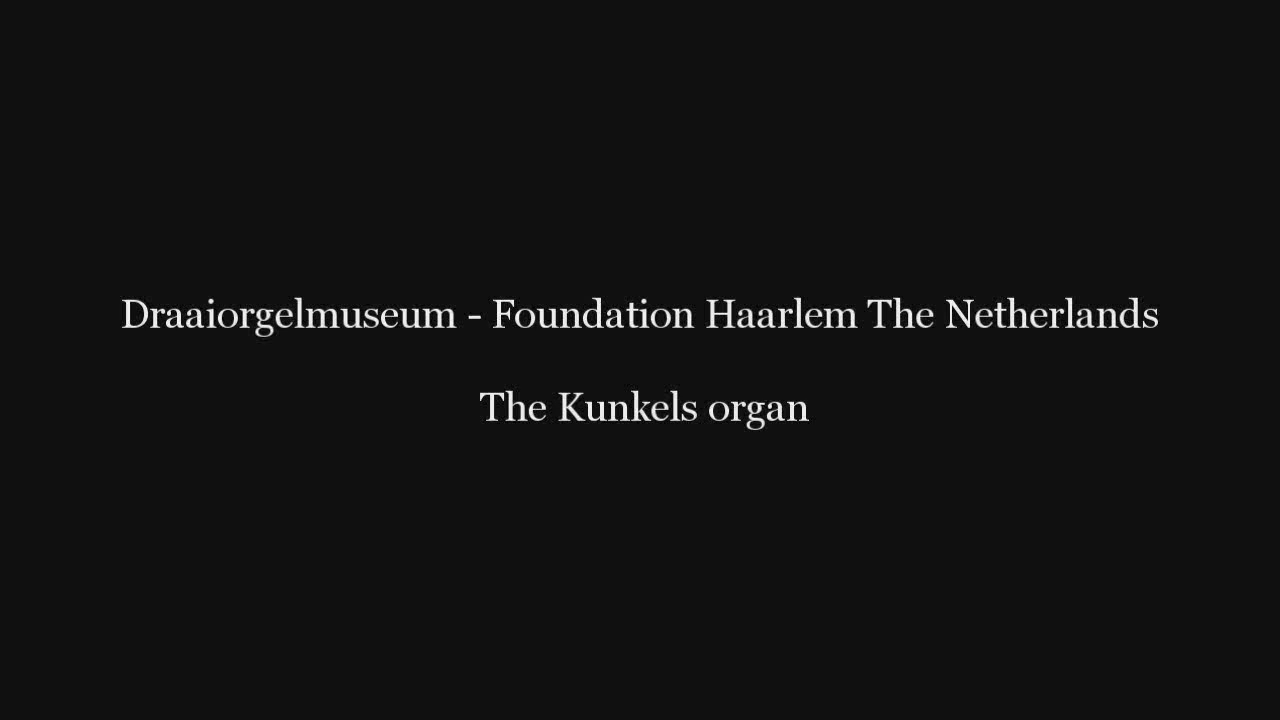 Draaiorgelmuseum - Foundation Haarlem The Netherlands
The Kunkels organ